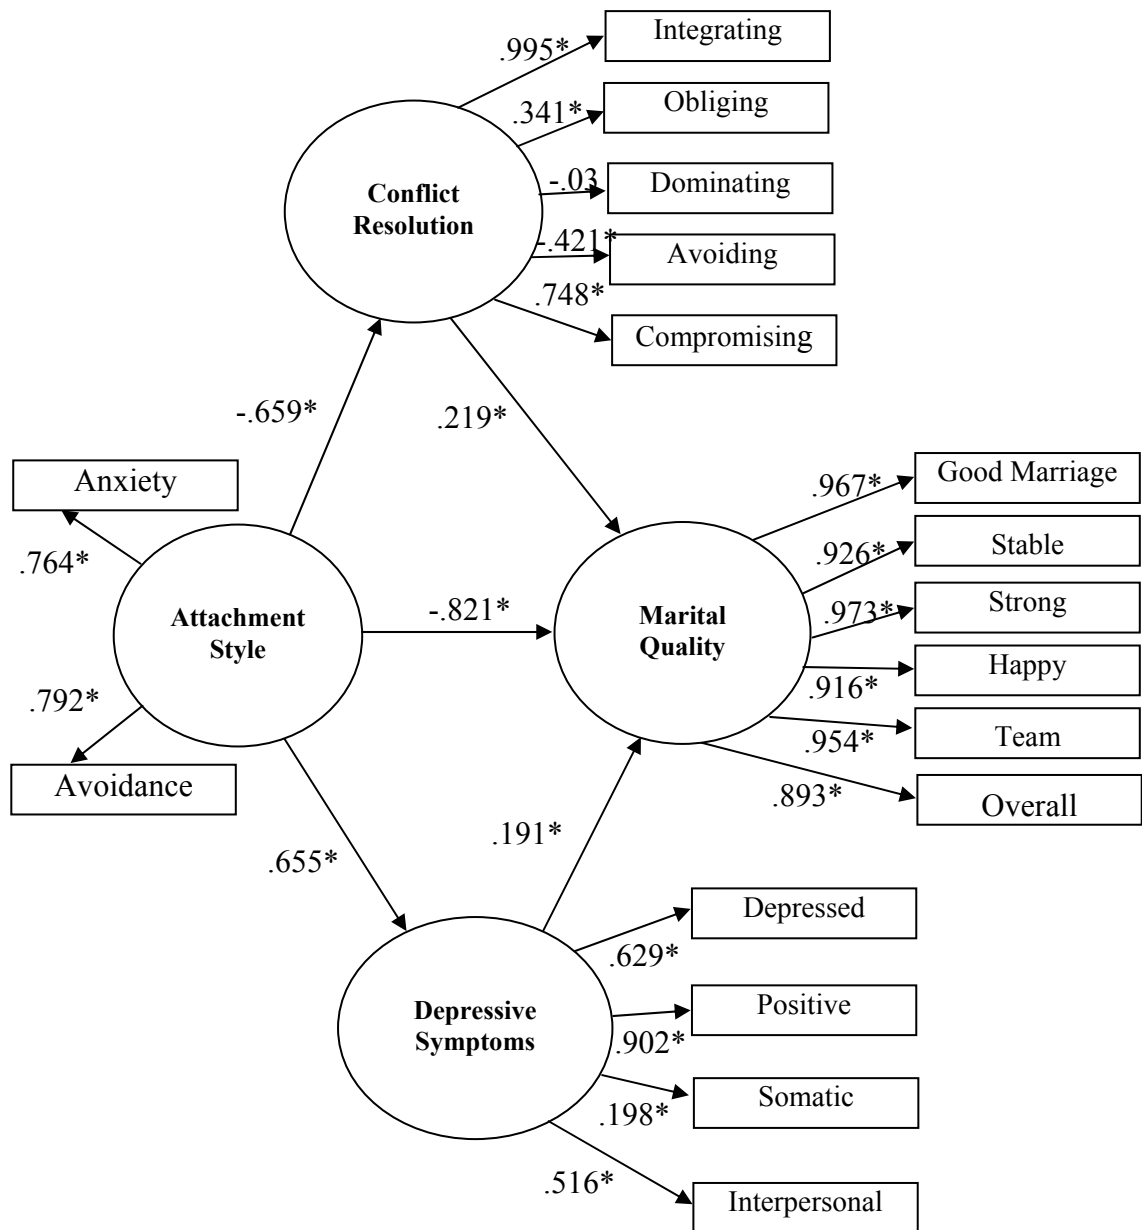 Integrating
.995*
Obliging
.341*
Dominating
-.03
Conflict
Resolution
Avoiding
-.421*
.748*
Compromising
-.659*
.219*
Good Marriage
.967*
Anxiety
Stable
.926*
.764*
Strong
.973*
Attachment
Style
-.821*
Marital
Quality
Happy
.916*
.792*
Team
.954*
Avoidance
Overall
.893*
.191*
.655*
Depressed
.629*
Positive
.902*
Depressive
Symptoms
Somatic
.198*
.516*
Interpersonal